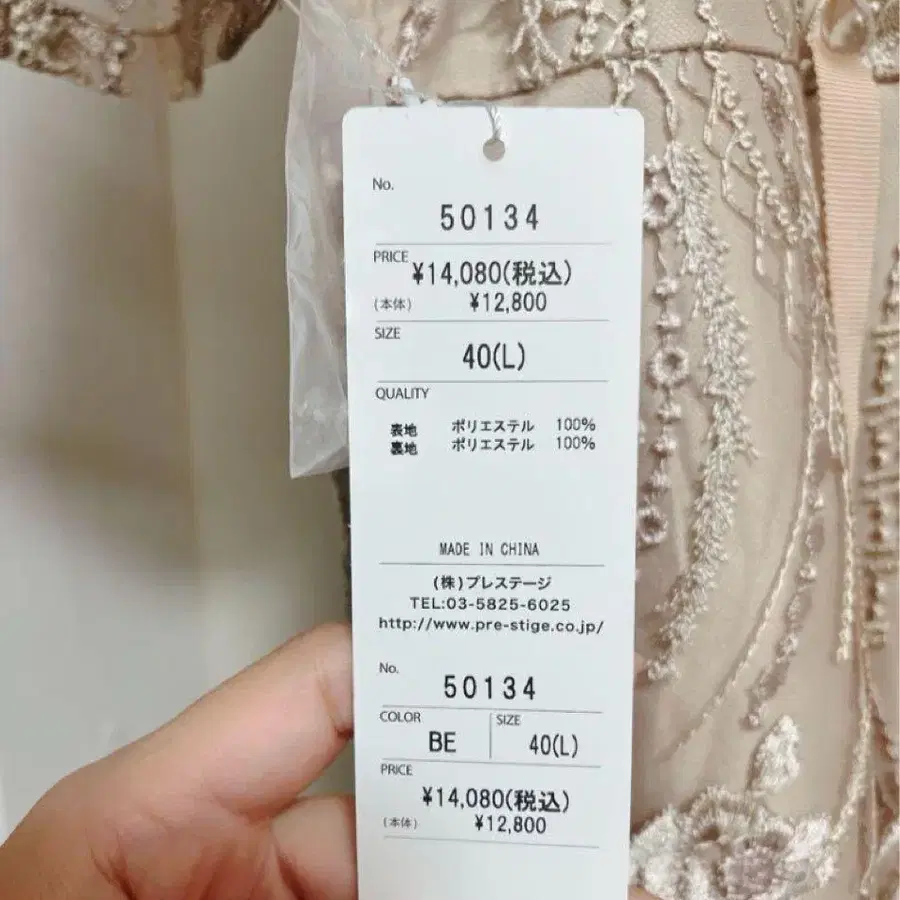 No.
50134
PRICE
¥14,080(税込)
(本体) ¥12,800
SIZE
40(L)
QUALITY
表地 ポリエステル 100%
裏地 ポリエステル 100%
MADE IN CHINA
(株)プレステージ
TEL:03-5825-6025
http://www.pre-stige.co.jp/
No.
50134
COLOR SIZE
BE 40(L)
PRICE
¥14,080(税込)
(本体) ¥12,800